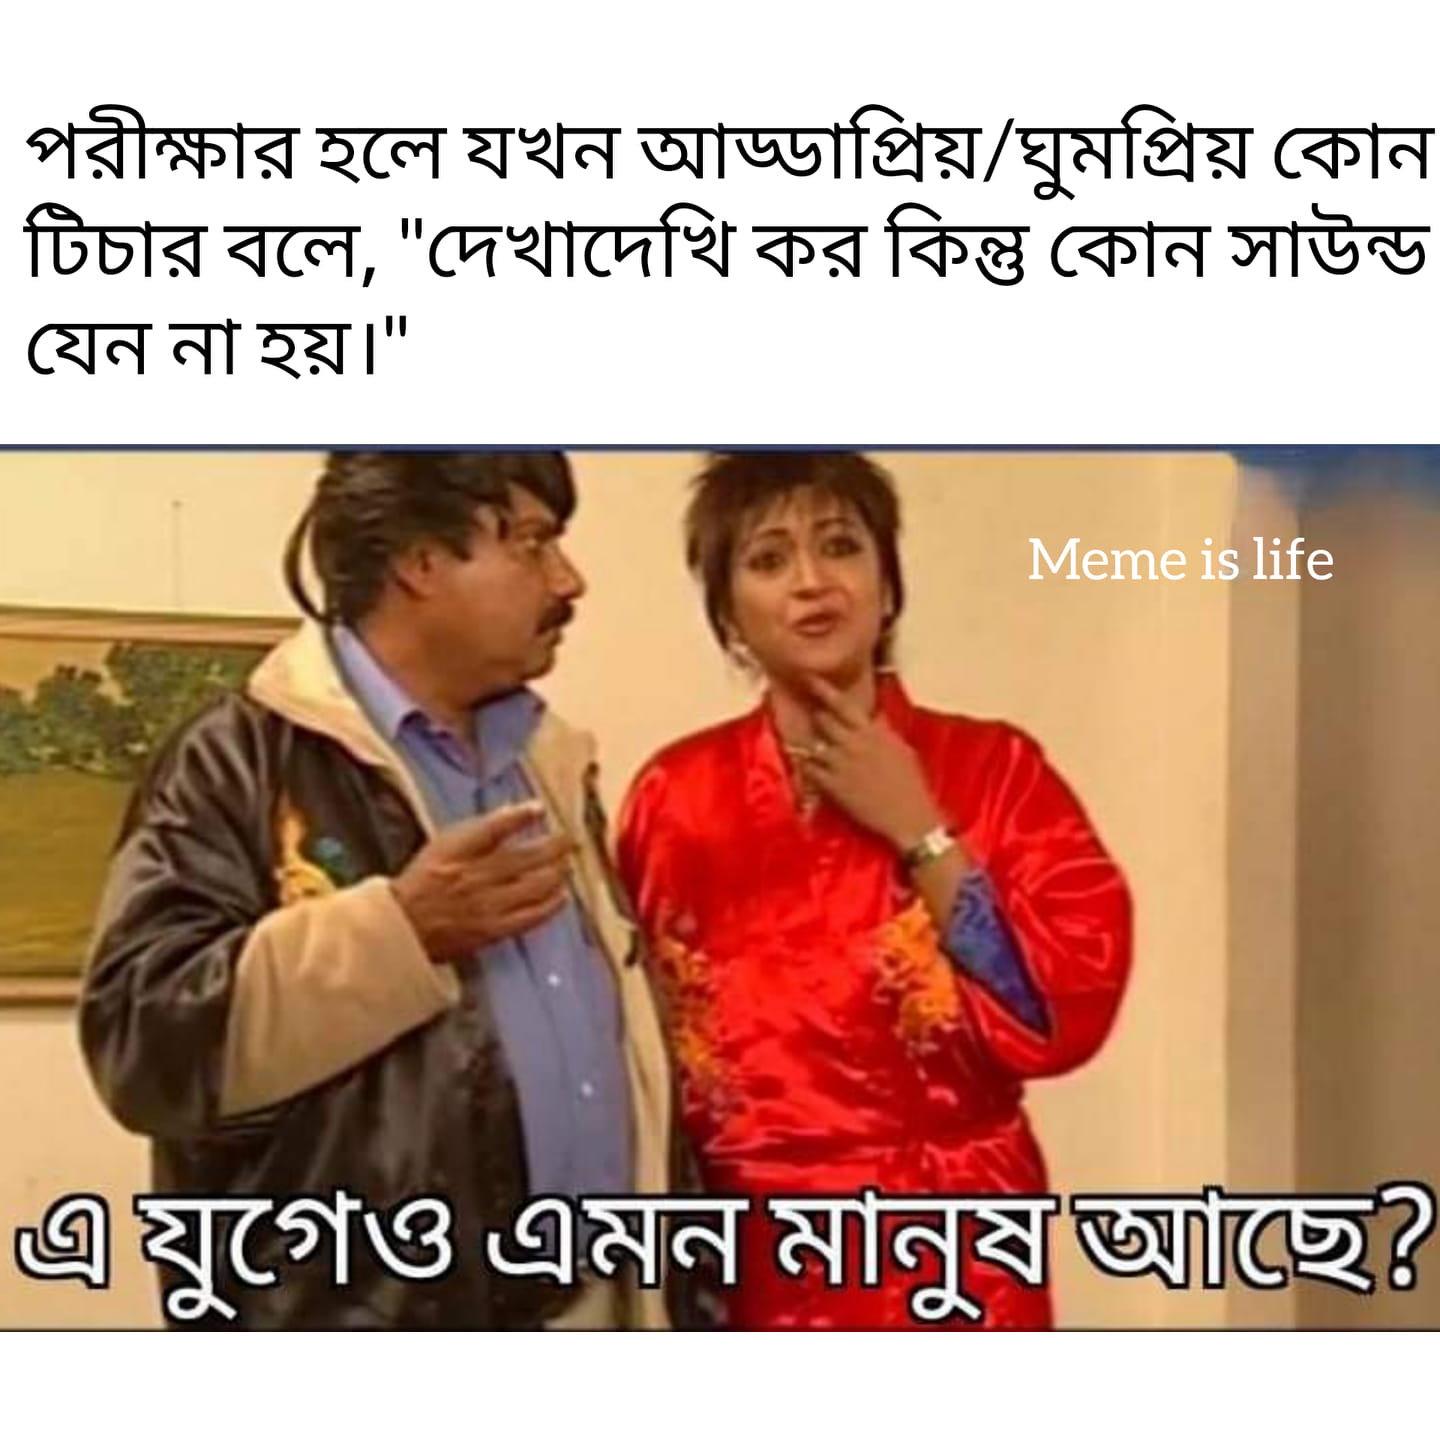 পরীক্ষার হলে যখন আড্ডাপ্রিয়/ঘুমপ্রিয় কোন
টিচার বলে, "দেখাদেখি কর কিন্তু কোন সাউন্ড
যেন না হয়।"
Meme is life
এ যুগেও এমন মানুষ আছে?